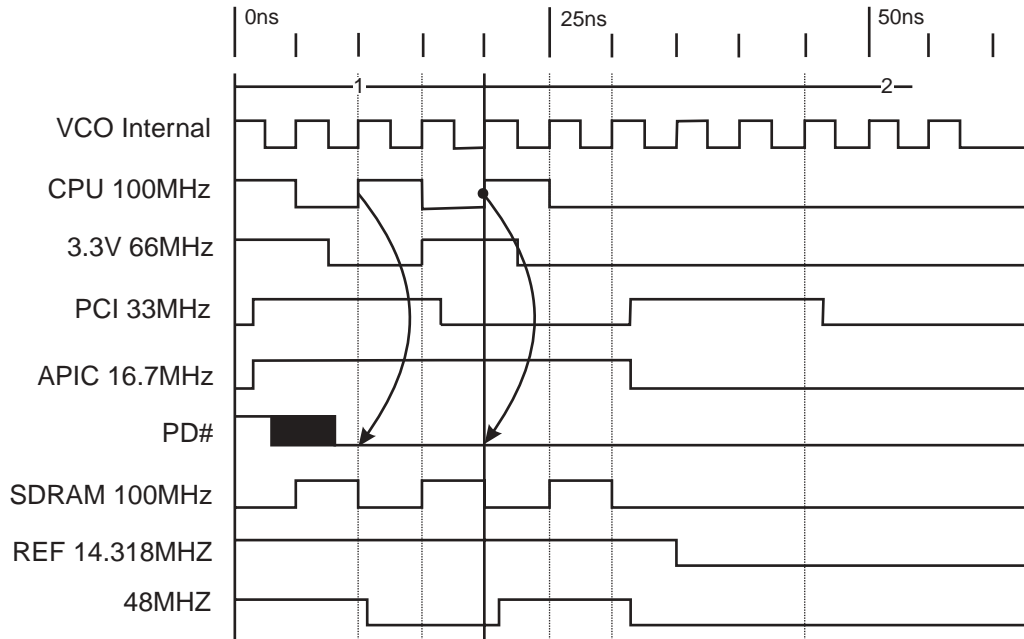 0ns 25ns 50ns
1 2
VCO Internal
CPU 100MHz
3.3V 66MHz
PCI 33MHz
APIC 16.7MHz
PD#
SDRAM 100MHz
REF 14.318MHZ
48MHZ